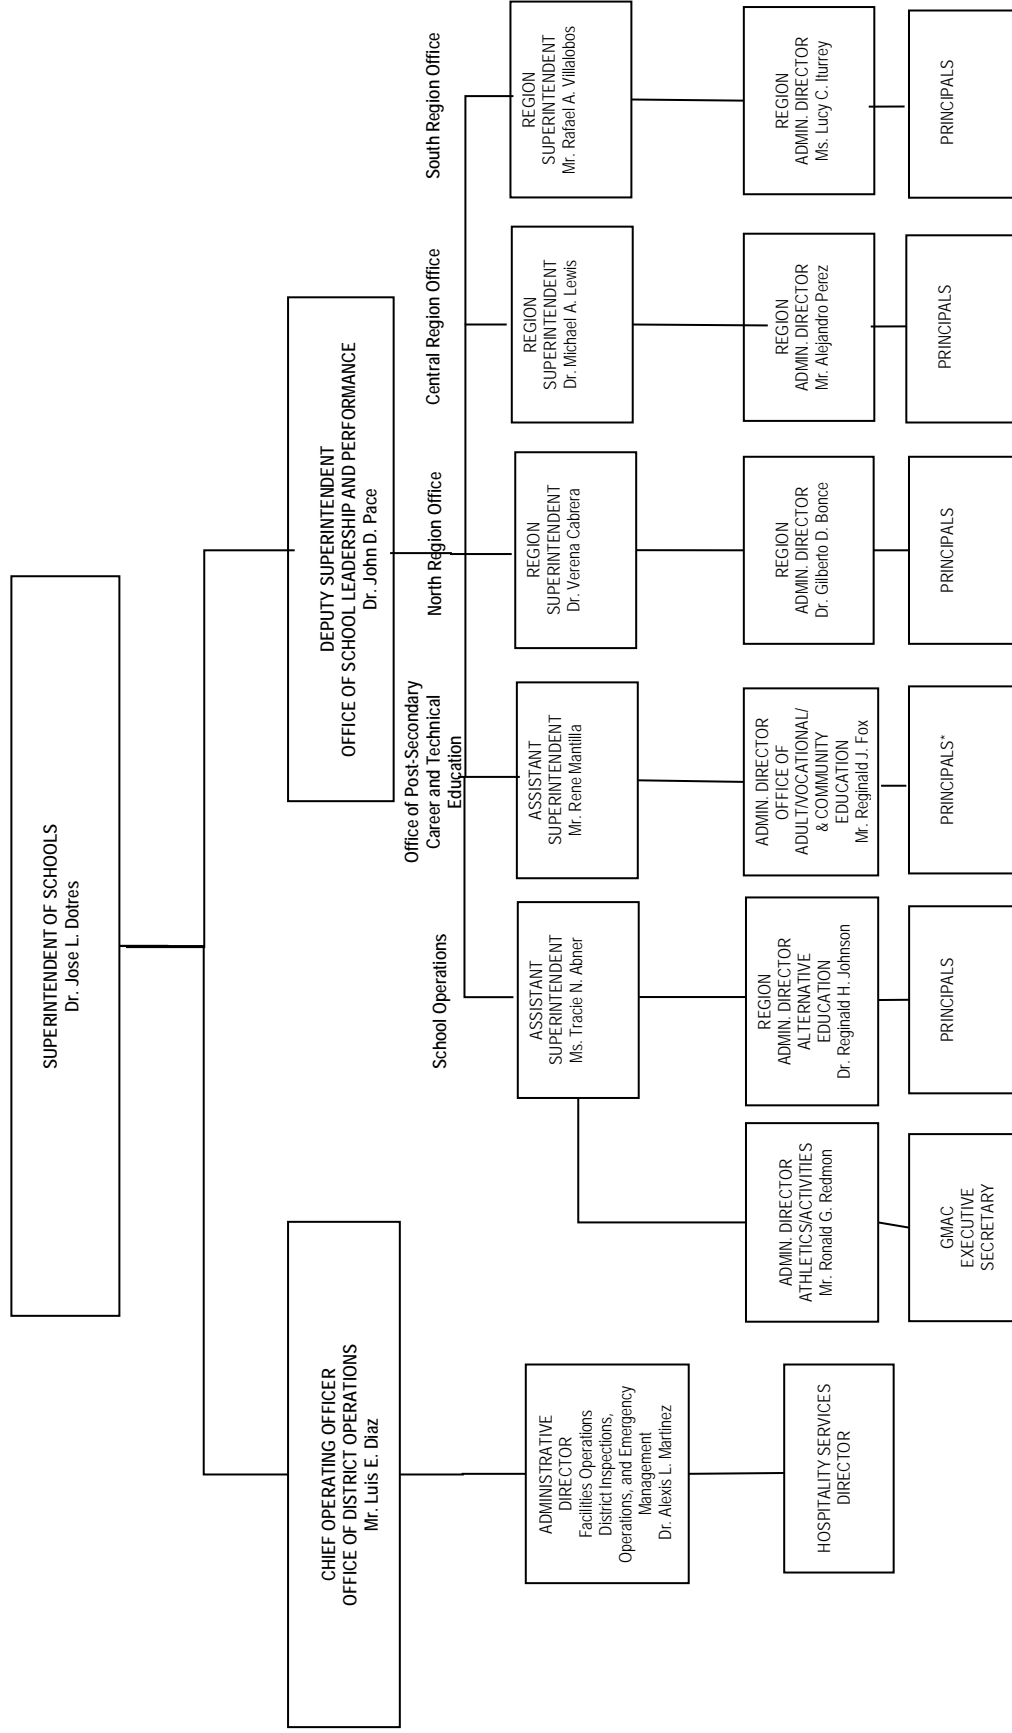 SUPERINTENDENT OF SCHOOLS
Dr. Jose L. Dotres
CHIEF OPERATING OFFICER
OFFICE OF DISTRICT OPERATIONS
Mr. Luis E. Diaz
DEPUTY SUPERINTENDENT
OFFICE OF SCHOOL LEADERSHIP AND PERFORMANCE
Dr. John D. Pace
School Operations
Office of Post-Secondary
Career and Technical
Education
North Region Office
Central Region Office
South Region Office
ADMINISTRATIVE
DIRECTOR
Facilities Operations
District Inspections,
Operations, and Emergency
Management
Dr. Alexis L. Martinez
ASSISTANT
SUPERINTENDENT
Ms. Tracie N. Abner
ASSISTANT
SUPERINTENDENT
Mr. Rene Mantilla
REGION
SUPERINTENDENT
Dr. Verena Cabrera
REGION
SUPERINTENDENT
Dr. Michael A. Lewis
REGION
SUPERINTENDENT
Mr. Rafael A. Villalobos
HOSPITALITY SERVICES
DIRECTOR
ADMIN. DIRECTOR
ATHLETICS/ACTIVITIES
Mr. Ronald G. Redmon
REGION
ADMIN. DIRECTOR
ALTERNATIVE
EDUCATION
Dr. Reginald H. Johnson
ADMIN. DIRECTOR
OFFICE OF
ADULT/VOCATIONAL/
& COMMUNITY
EDUCATION
Mr. Reginald J. Fox
REGION
ADMIN. DIRECTOR
Dr. Gilberto D. Bonce
REGION
ADMIN. DIRECTOR
Mr. Alejandro Perez
REGION
ADMIN. DIRECTOR
Ms. Lucy C. Iturrey
GMAC
EXECUTIVE
SECRETARY
PRINCIPALS
PRINCIPALS*
PRINCIPALS
PRINCIPALS
PRINCIPALS